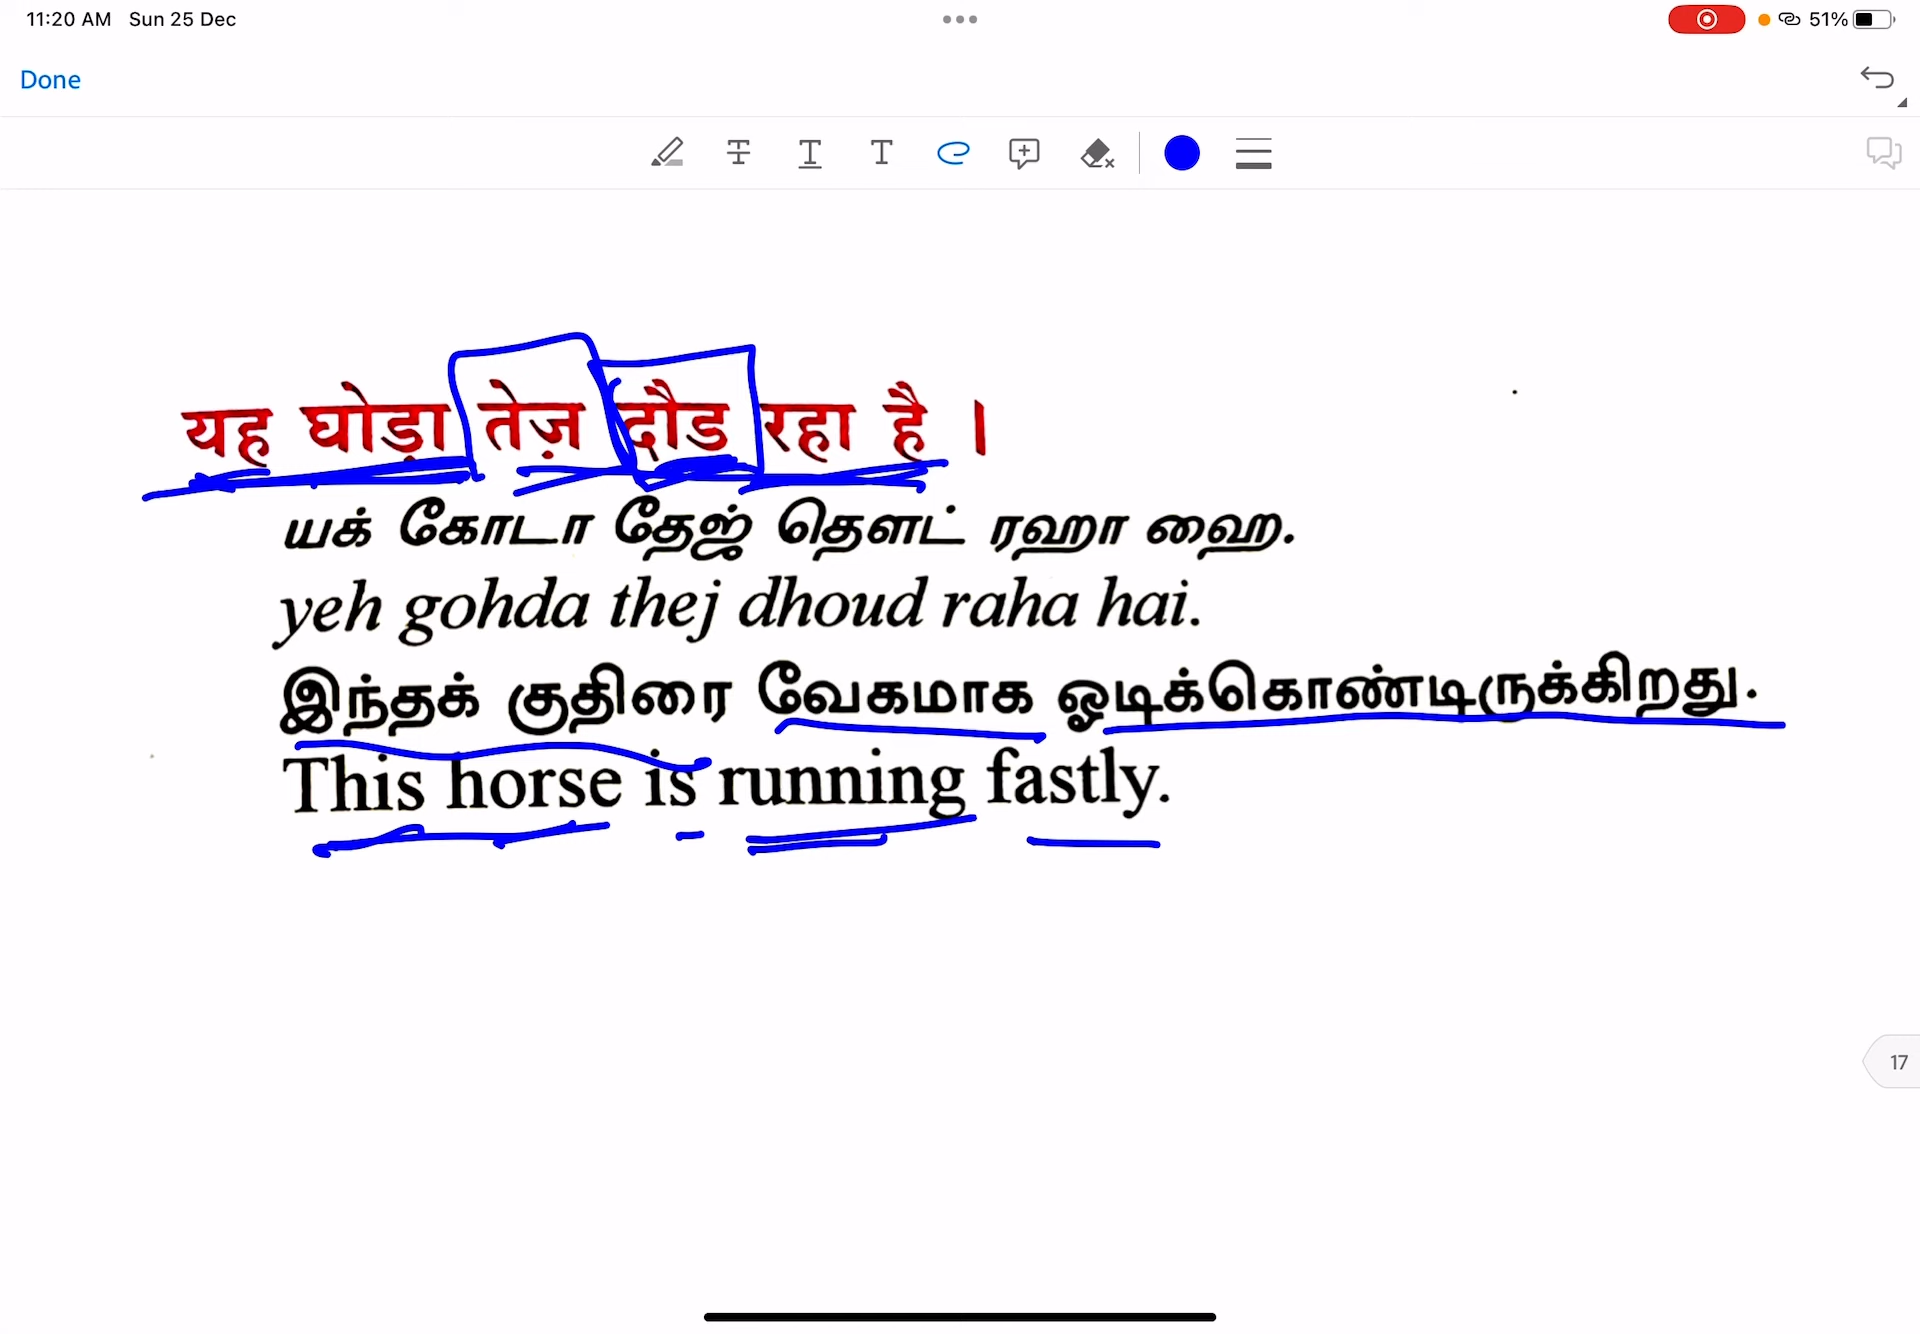 11:20 AM Sun 25 Dec
51%
Done
यह घोड़ा तेज़ दौड रहा है ।
யக் கோடா தேஜ் தௌட் ரஹா ஹை.
yeh gohda thej dhoud raha hai.
இந்தக் குதிரை வேகமாக ஓடிக்கொண்டிருக்கிறது.
This horse is running fastly.
17